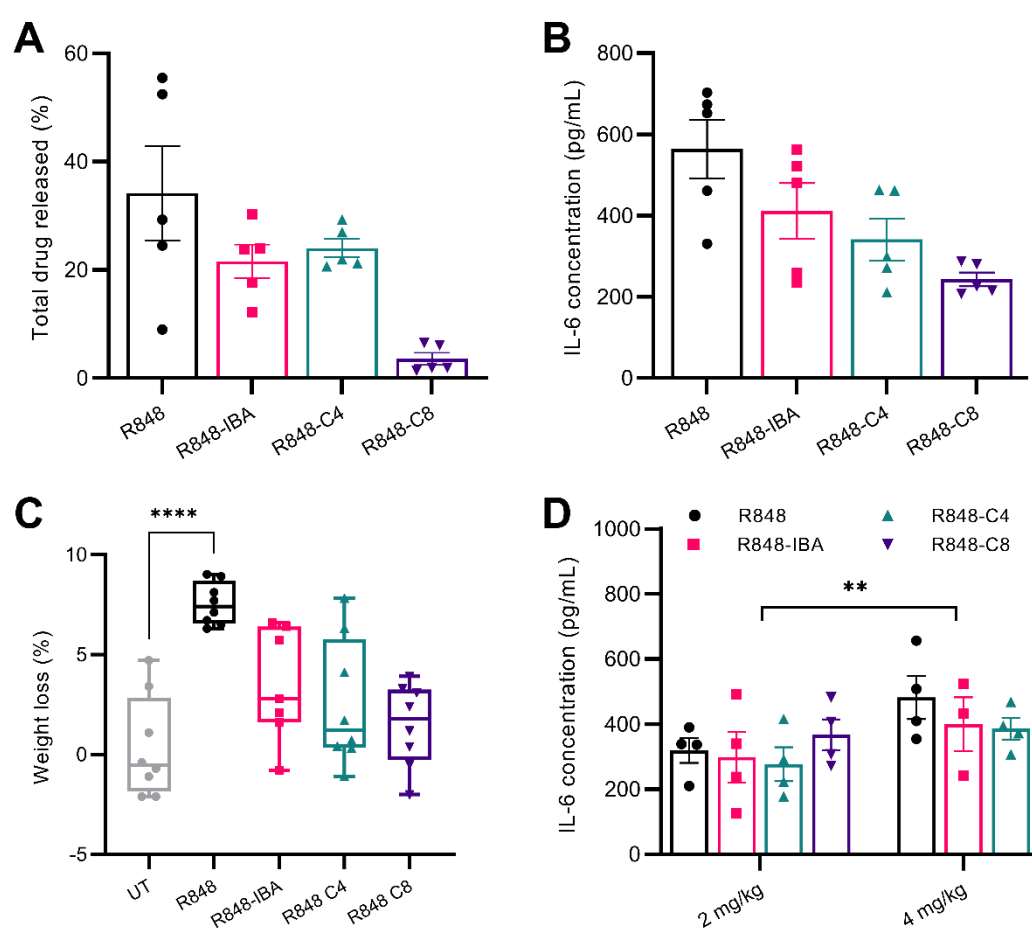 A
Total drug released (%)
60
40
20
0
R848
R848-IBA
R848-C4
R848-C8
B
IL-6 concentration (pg/mL)
800
600
400
200
0
R848
R848-IBA
R848-C4
R848-C8
C
Weight loss (%)
****
10
5
0
-5
UT
R848
R848-IBA
R848 C4
R848 C8
D
IL-6 concentration (pg/mL)
R848
R848-C4
R848-IBA
R848-C8
**
1000
800
600
400
200
0
2 mg/kg
4 mg/kg